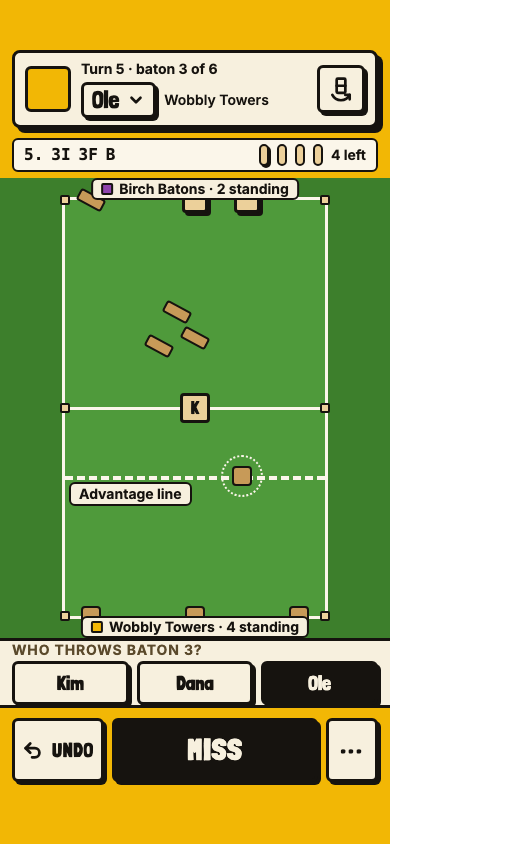 Turn 5 · baton 3 of 6
Ole Wobbly Towers
5. 3I 3F B 4 left
Birch Batons · 2 standing
K
Advantage line
Wobbly Towers · 4 standing
WHO THROWS BATON 3?
Kim Dana Ole
UNDO MISS ...